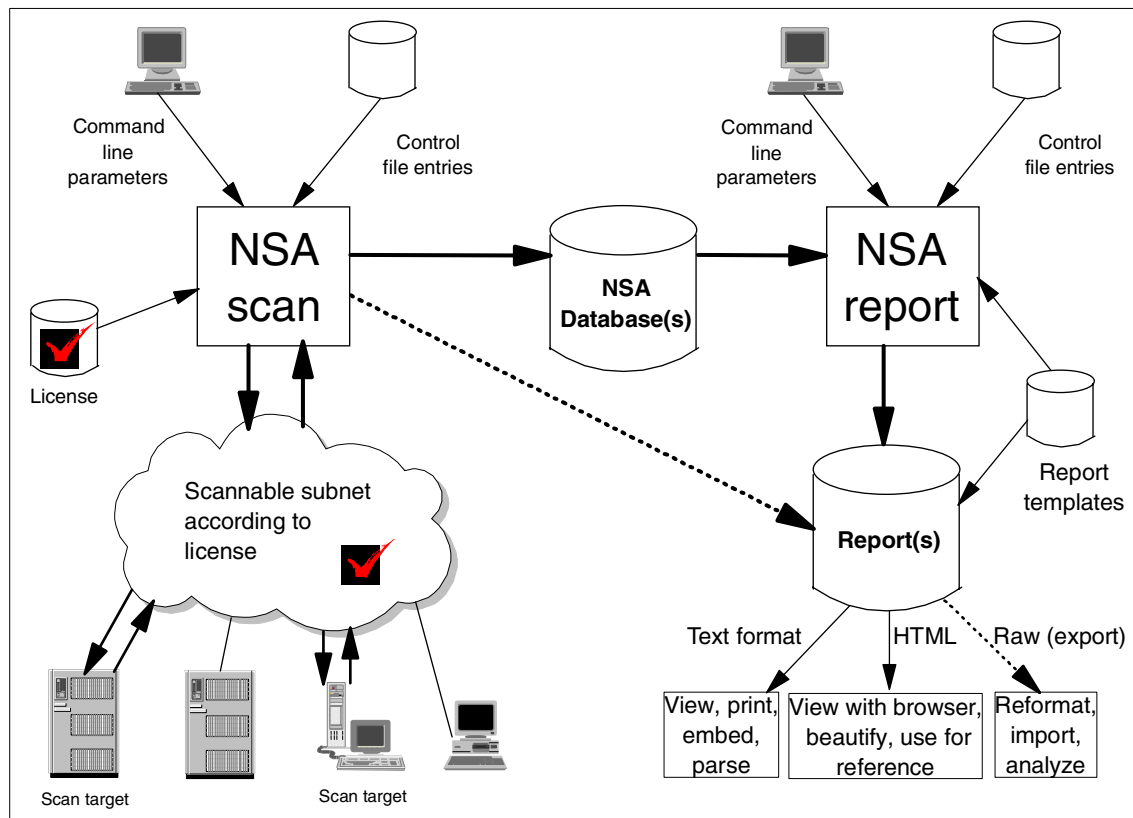 Command
line
parameters
Control
file entries
Command
line
parameters
Control
file entries
NSA
scan
NSA
Database(s)
NSA
report
License
Scannable subnet
according to
license
Report
templates
Report(s)
Text format
HTML
Raw (export)
View, print,
embed,
parse
View with browser,
beautify, use for
reference
Reformat,
import,
analyze
Scan target
Scan target